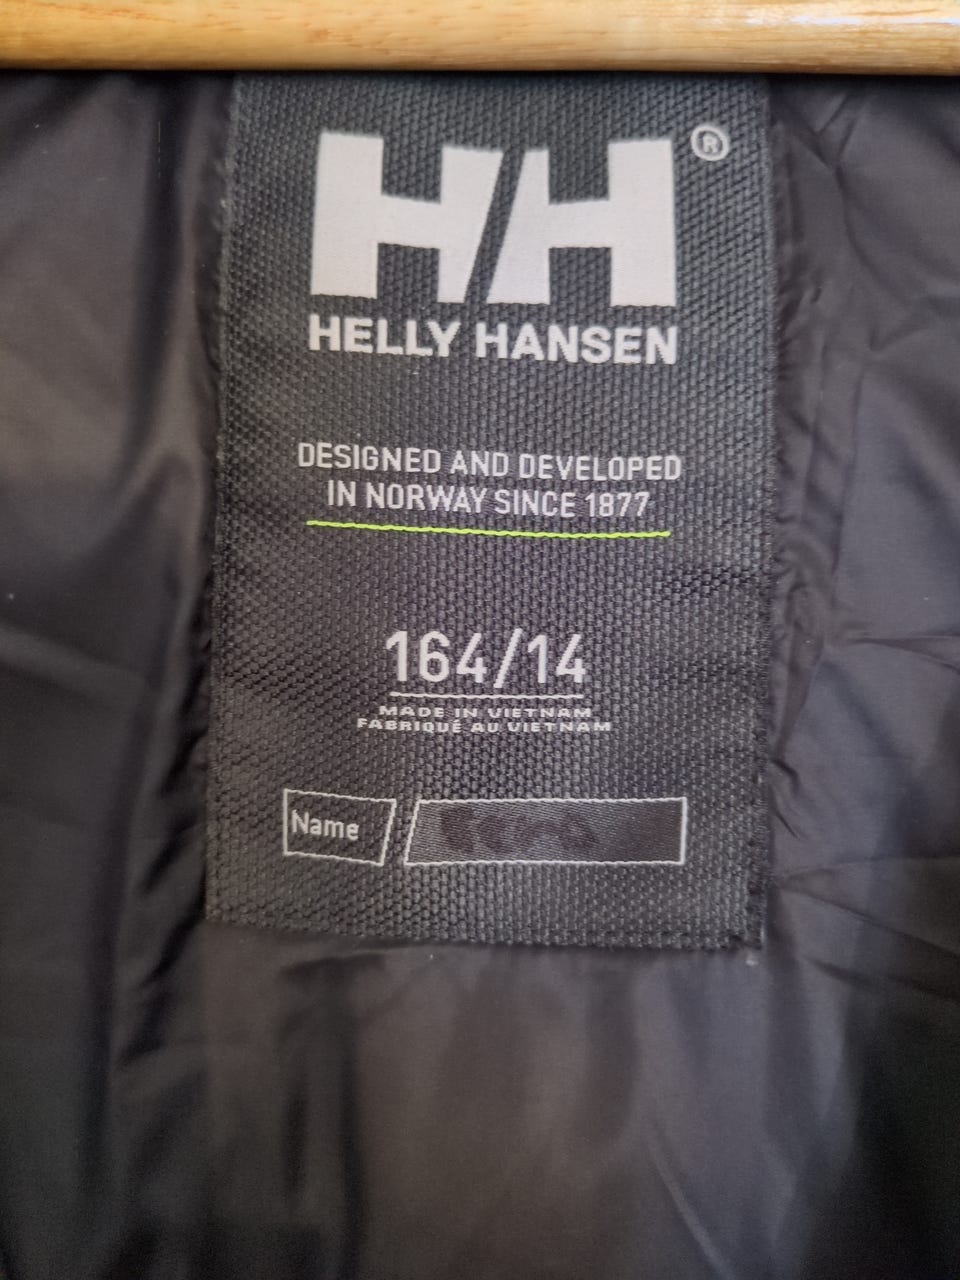 HH®
HELLY HANSEN
DESIGNED AND DEVELOPED
IN NORWAY SINCE 1877
164/14
MADE IN VIETNAM
FABRIQUÉ AU VIETNAM
Name